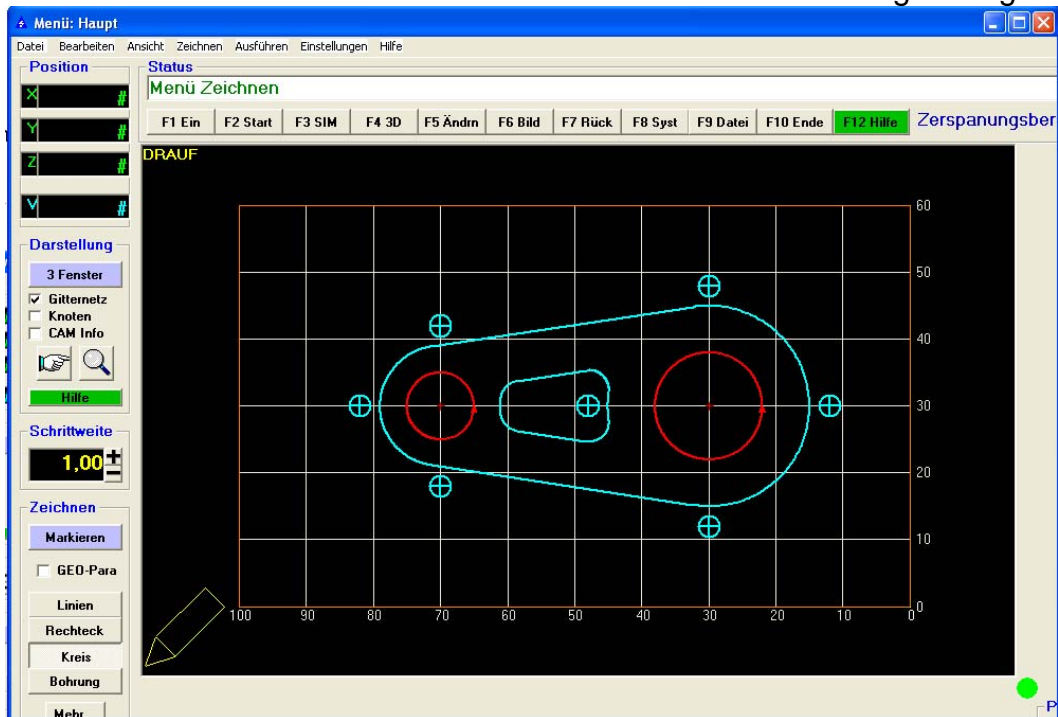 Menü: Haupt
Datei Bearbeiten Ansicht Zeichnen Ausführen Einstellungen Hilfe
Position
X #
Y #
Z #
V #
Status
Menü Zeichnen
F1 Ein F2 Start F3 SIM F4 3D F5 Ändrn F6 Bild F7 Rück F8 Syst F9 Datei F10 Ende F12 Hilfe Zerspanungsber
Darstellung
3 Fenster
Gitternetz
Knoten
CAM Info
Hilfe
Schrittweite
1,00
+
−
Zeichnen
Markieren
GEO-Para
Linien
Rechteck
Kreis
Bohrung
Mehr...
DRAUF
60
50
40
30
20
10
0
100 90 80 70 60 50 40 30 20 10 0
P